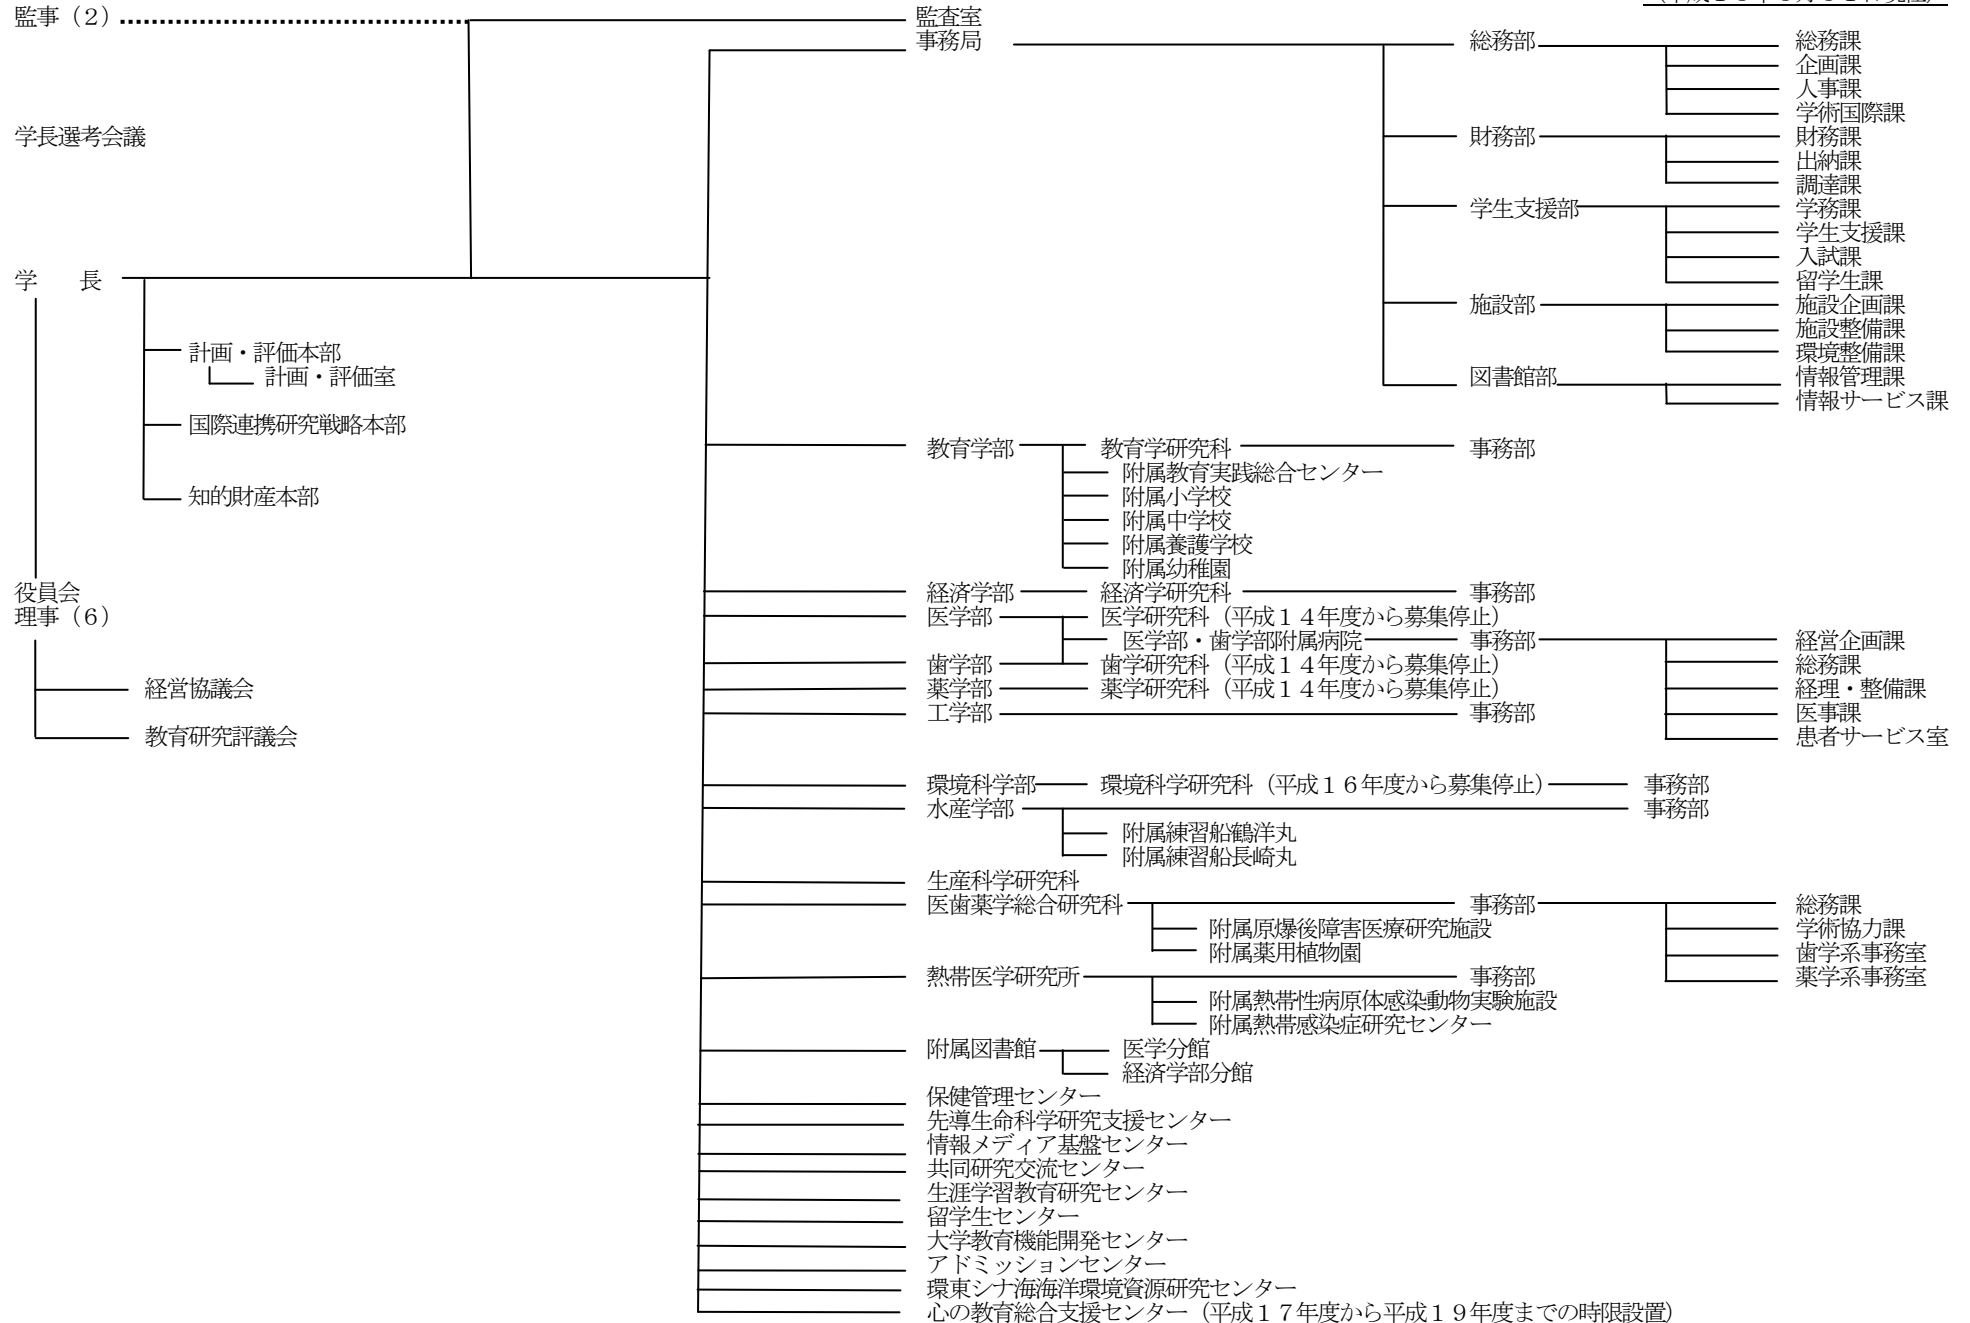 監事（２）
監査室
事務局
総務部
総務課
企画課
人事課
学術国際課
学長選考会議
財務部
財務課
出納課
調達課
学生支援部
学務課
学生支援課
入試課
留学生課
学　長
施設部
施設企画課
施設整備課
環境整備課
計画・評価本部
計画・評価室
図書館部
情報管理課
情報サービス課
国際連携研究戦略本部
知的財産本部
教育学部
教育学研究科
事務部
附属教育実践総合センター
附属小学校
附属中学校
附属養護学校
附属幼稚園
役員会
理事（６）
経済学部
経済学研究科
事務部
医学部
医学研究科（平成１４年度から募集停止）
医学部・歯学部附属病院
事務部
経営企画課
総務課
経理・整備課
医事課
患者サービス室
歯学部
歯学研究科（平成１４年度から募集停止）
薬学部
薬学研究科（平成１４年度から募集停止）
工学部
事務部
経営協議会
教育研究評議会
環境科学部
環境科学研究科（平成１６年度から募集停止）
事務部
水産学部
事務部
附属練習船鶴洋丸
附属練習船長崎丸
生産科学研究科
医歯薬学総合研究科
事務部
総務課
学術協力課
歯学系事務室
薬学系事務室
附属原爆後障害医療研究施設
附属薬用植物園
熱帯医学研究所
事務部
附属熱帯性病原体感染動物実験施設
附属熱帯感染症研究センター
附属図書館
医学分館
経済学部分館
保健管理センター
先導生命科学研究支援センター
情報メディア基盤センター
共同研究交流センター
生涯学習教育研究センター
留学生センター
大学教育機能開発センター
アドミッションセンター
環東シナ海海洋環境資源研究センター
心の教育総合支援センター（平成１７年度から平成１９年度までの時限設置）